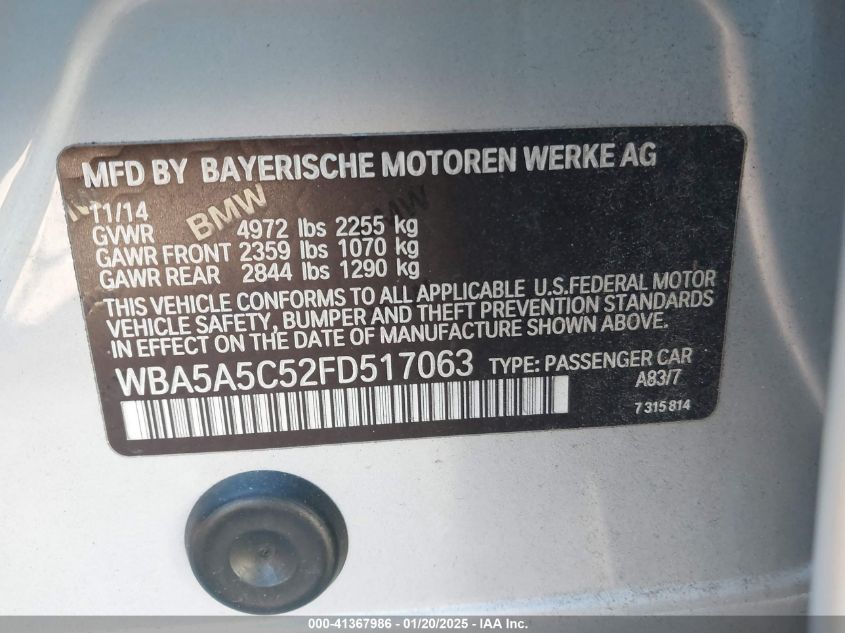 MFD BY BAYERISCHE MOTOREN WERKE AG
11/14
BMW
BMW
GVWR 4972 lbs 2255 kg
GAWR FRONT 2359 lbs 1070 kg
GAWR REAR 2844 lbs 1290 kg
THIS VEHICLE CONFORMS TO ALL APPLICABLE U.S.FEDERAL MOTOR
VEHICLE SAFETY, BUMPER AND THEFT PREVENTION STANDARDS
IN EFFECT ON THE DATE OF MANUFACTURE SHOWN ABOVE.
WBA5A5C52FD517063 TYPE: PASSENGER CAR
A83/7
7 315 814
000-41367986 - 01/20/2025 - IAAI.com